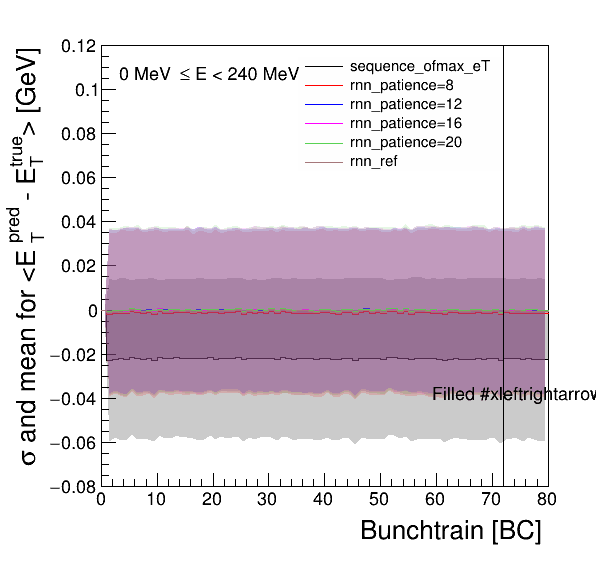 σ and mean for <E_T^pred - E_T^true> [GeV]
0.12
0.1
0.08
0.06
0.04
0.02
0
−0.02
−0.04
−0.06
−0.08
0 MeV ≤ E < 240 MeV
sequence_ofmax_eT
rnn_patience=8
rnn_patience=12
rnn_patience=16
rnn_patience=20
rnn_ref
Filled #xleftrightarrow
0 10 20 30 40 50 60 70 80
Bunchtrain [BC]